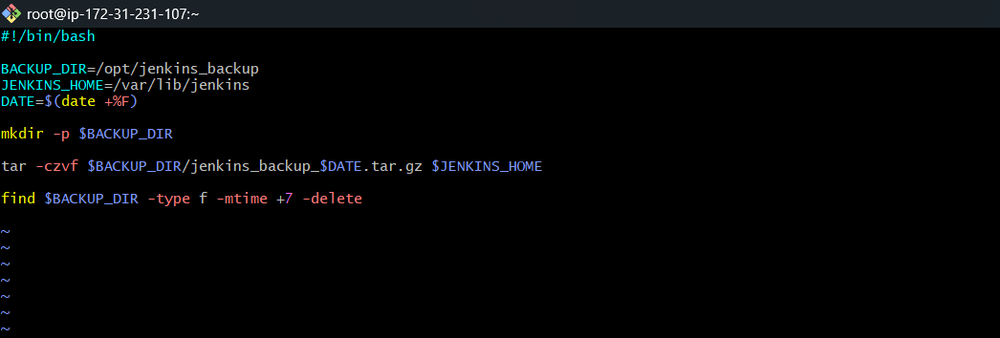 root@ip-172-31-231-107:~
#!/bin/bash
BACKUP_DIR=/opt/jenkins_backup
JENKINS_HOME=/var/lib/jenkins
DATE=$(date +%F)
mkdir -p $BACKUP_DIR
tar -czvf $BACKUP_DIR/jenkins_backup_$DATE.tar.gz $JENKINS_HOME
find $BACKUP_DIR -type f -mtime +7 -delete
~
~
~
~
~
~
~